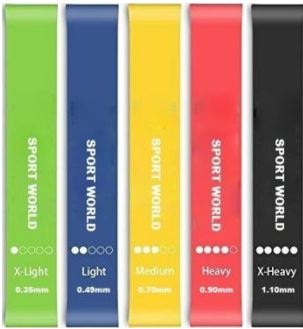 SPORT WORLD
X-Light
0.35mm
SPORT WORLD
Light
0.49mm
SPORT WORLD
Medium
0.70mm
SPORT WORLD
Heavy
0.90mm
SPORT WORLD
X-Heavy
1.10mm